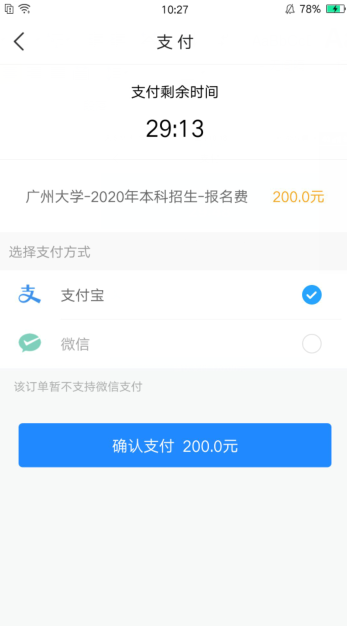 10:27
78%
支付
支付剩余时间
29:13
广州大学-2020年本科招生-报名费 200.0元
选择支付方式
支付宝
微信
该订单暂不支持微信支付
确认支付 200.0元